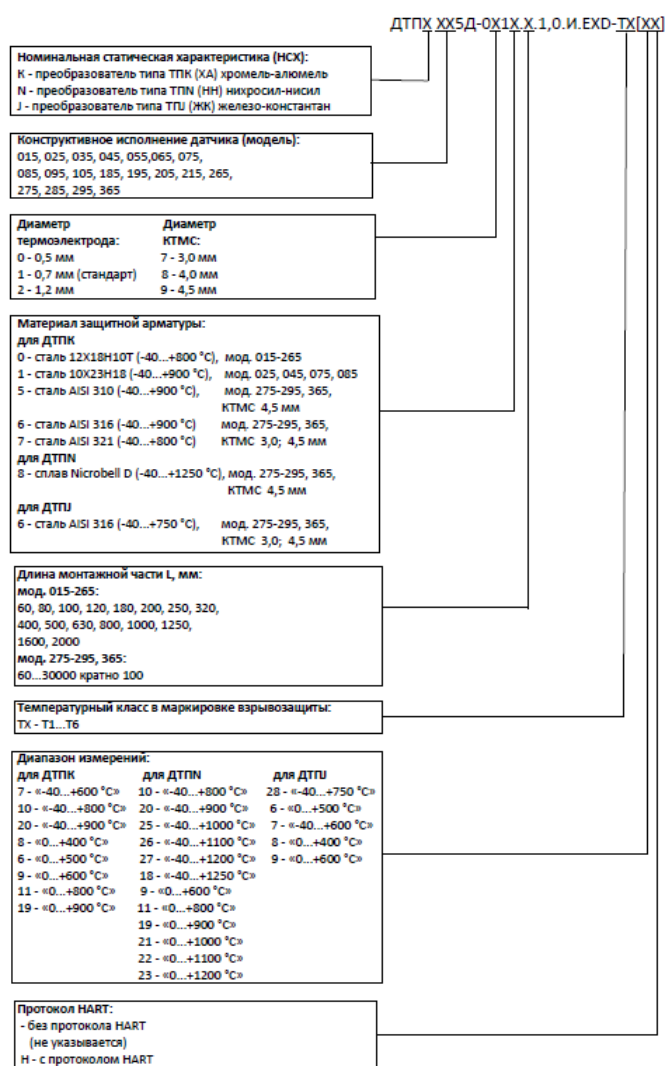 ДТПХ ХХ5Д-0Х1Х.Х.1,0.И.EXD-ТХ[ХХ]
Номинальная статическая характеристика (НСХ):
К - преобразователь типа ТПК (ХА) хромель-алюмель
N - преобразователь типа ТПN (НН) нихросил-нисил
J - преобразователь типа ТПJ (ЖК) железо-константан
Конструктивное исполнение датчика (модель):
015, 025, 035, 045, 055,065, 075,
085, 095, 105, 185, 195, 205, 215, 265,
275, 285, 295, 365
Диаметр Диаметр
термоэлектрода: КТМС:
0 - 0,5 мм 7 - 3,0 мм
1 - 0,7 мм (стандарт) 8 - 4,0 мм
2 - 1,2 мм 9 - 4,5 мм
Материал защитной арматуры:
для ДТПК
0 - сталь 12Х18Н10Т (-40...+800 °С), мод. 015-265
1 - сталь 10Х23Н18 (-40...+900 °С), мод. 025, 045, 075, 085
5 - сталь AISI 310 (-40...+900 °С), мод. 275-295, 365,
КТМС 4,5 мм
6 - сталь AISI 316 (-40...+900 °С) мод. 275-295, 365,
7 - сталь AISI 321 (-40...+800 °С) КТМС 3,0; 4,5 мм
для ДТПN
8 - сплав Nicrobell D (-40...+1250 °С), мод. 275-295, 365,
КТМС 4,5 мм
для ДТПJ
6 - сталь AISI 316 (-40...+750 °С), мод. 275-295, 365,
КТМС 3,0; 4,5 мм
Длина монтажной части L, мм:
мод. 015-265:
60, 80, 100, 120, 180, 200, 250, 320,
400, 500, 630, 800, 1000, 1250,
1600, 2000
мод. 275-295, 365:
60...30000 кратно 100
Температурный класс в маркировке взрывозащиты:
ТХ - Т1...Т6
Диапазон измерений:
для ДТПК для ДТПN для ДТПJ
7 - «-40...+600 °С» 10 - «-40...+800 °С» 28 - «-40...+750 °С»
10 - «-40...+800 °С» 20 - «-40...+900 °С» 6 - «0...+500 °С»
20 - «-40...+900 °С» 25 - «-40...+1000 °С» 7 - «-40...+600 °С»
8 - «0...+400 °С» 26 - «-40...+1100 °С» 8 - «0...+400 °С»
6 - «0...+500 °С» 27 - «-40...+1200 °С» 9 - «0...+600 °С»
9 - «0...+600 °С» 18 - «-40...+1250 °С»
11 - «0...+800 °С» 9 - «0...+600 °С»
19 - «0...+900 °С» 11 - «0...+800 °С»
19 - «0...+900 °С»
21 - «0...+1000 °С»
22 - «0...+1100 °С»
23 - «0...+1200 °С»
Протокол HART:
- без протокола HART
(не указывается)
Н - с протоколом HART